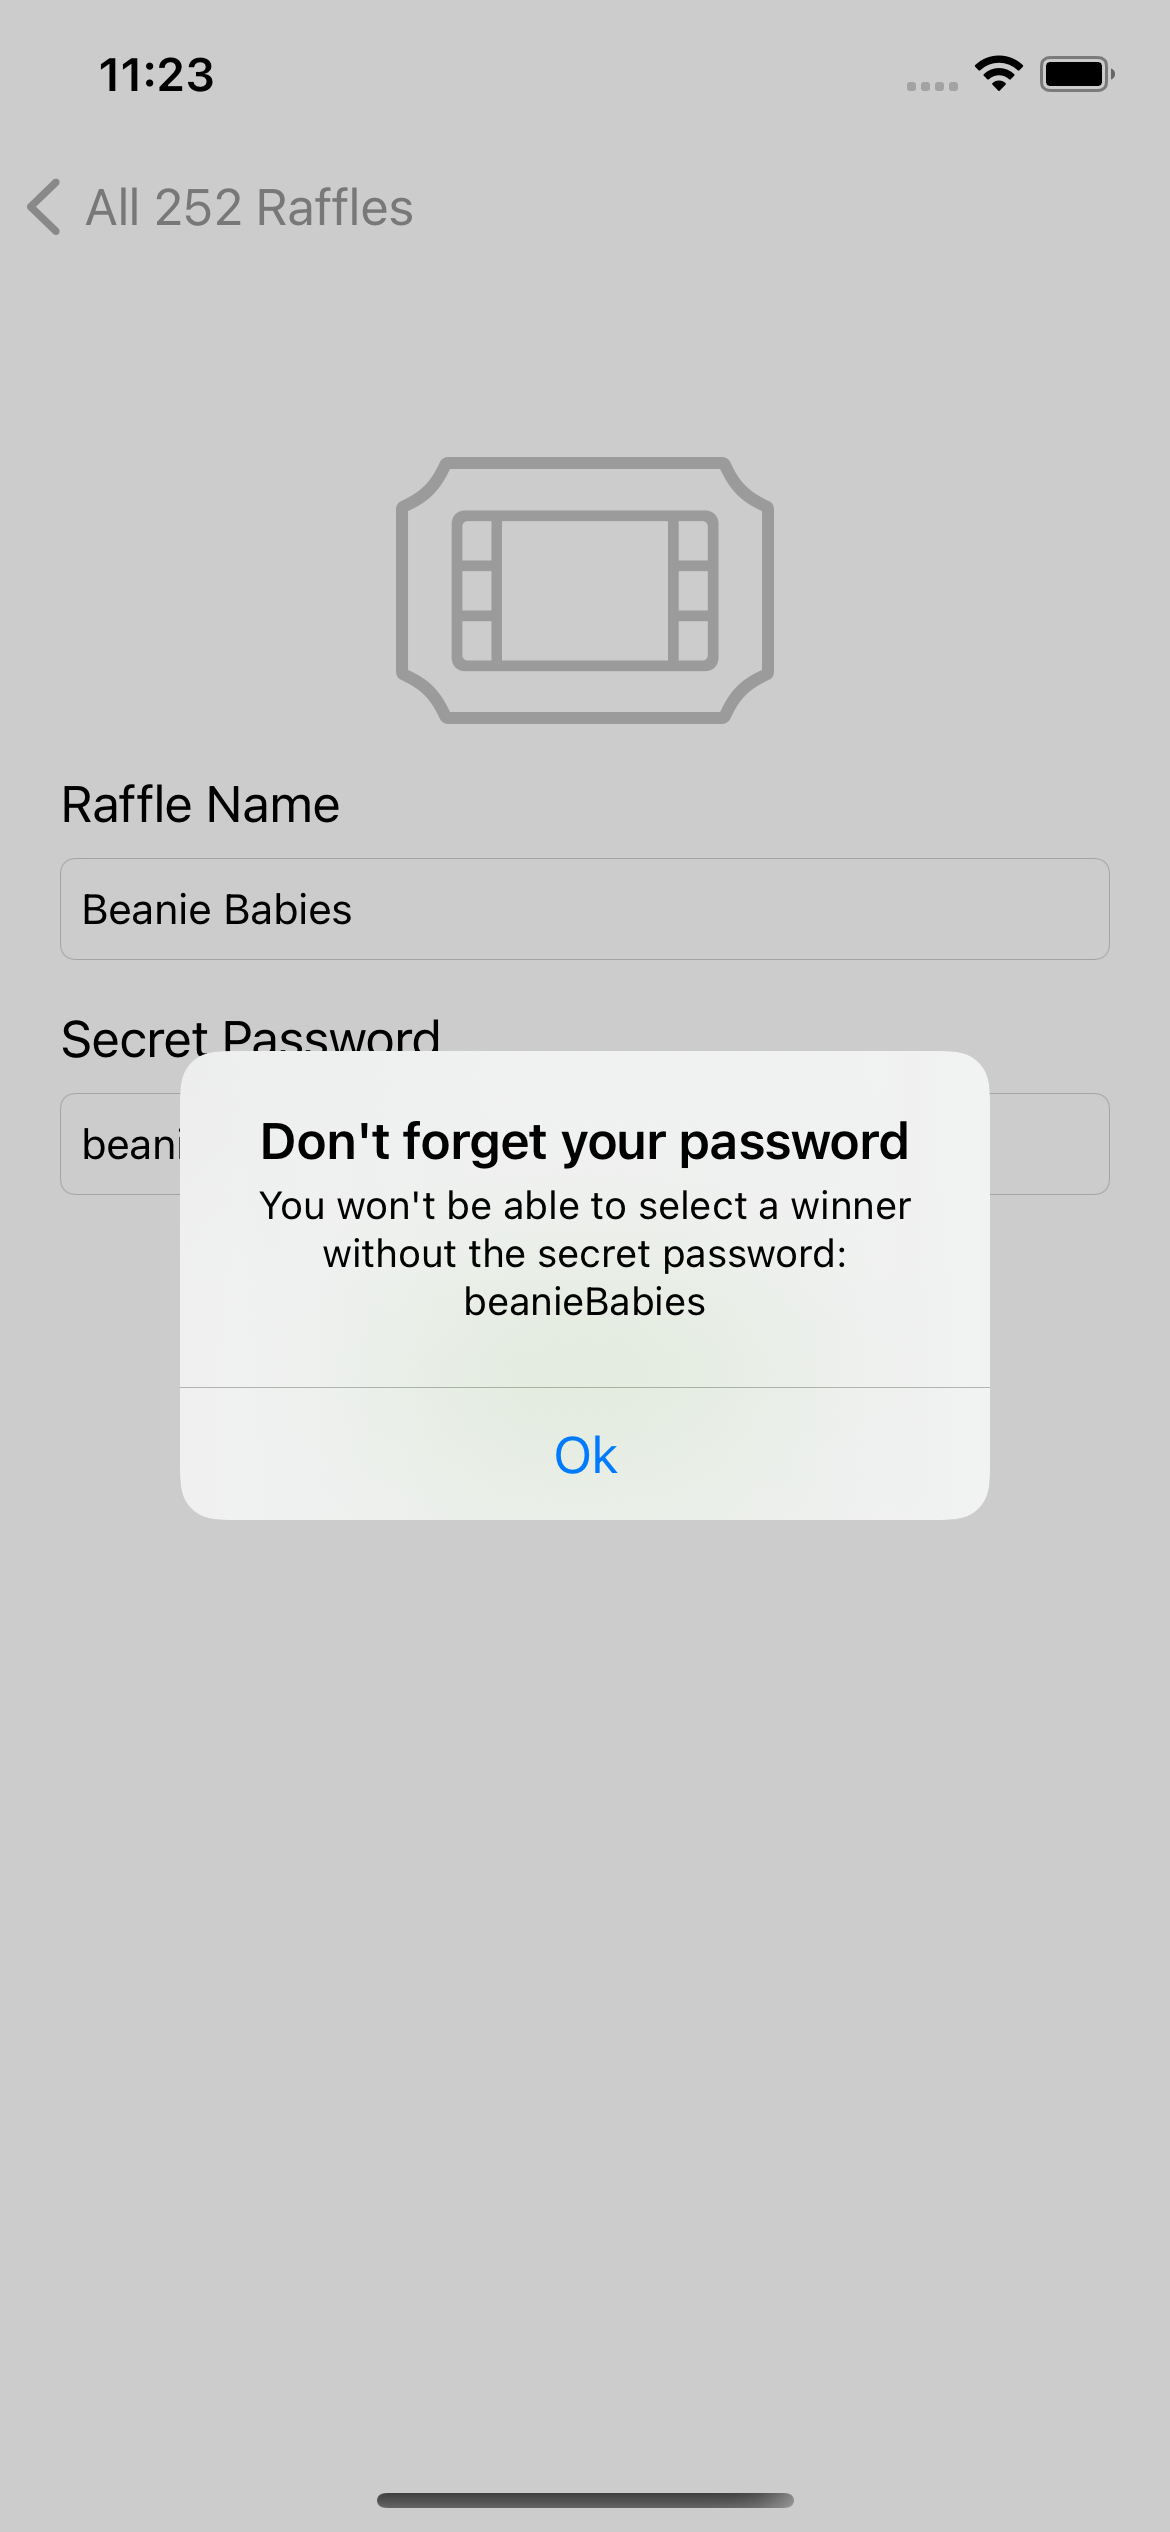 11:23
All 252 Raffles
Raffle Name
Beanie Babies
Secret Password
beani
Don't forget your password
You won't be able to select a winner
without the secret password:
beanieBabies
Ok